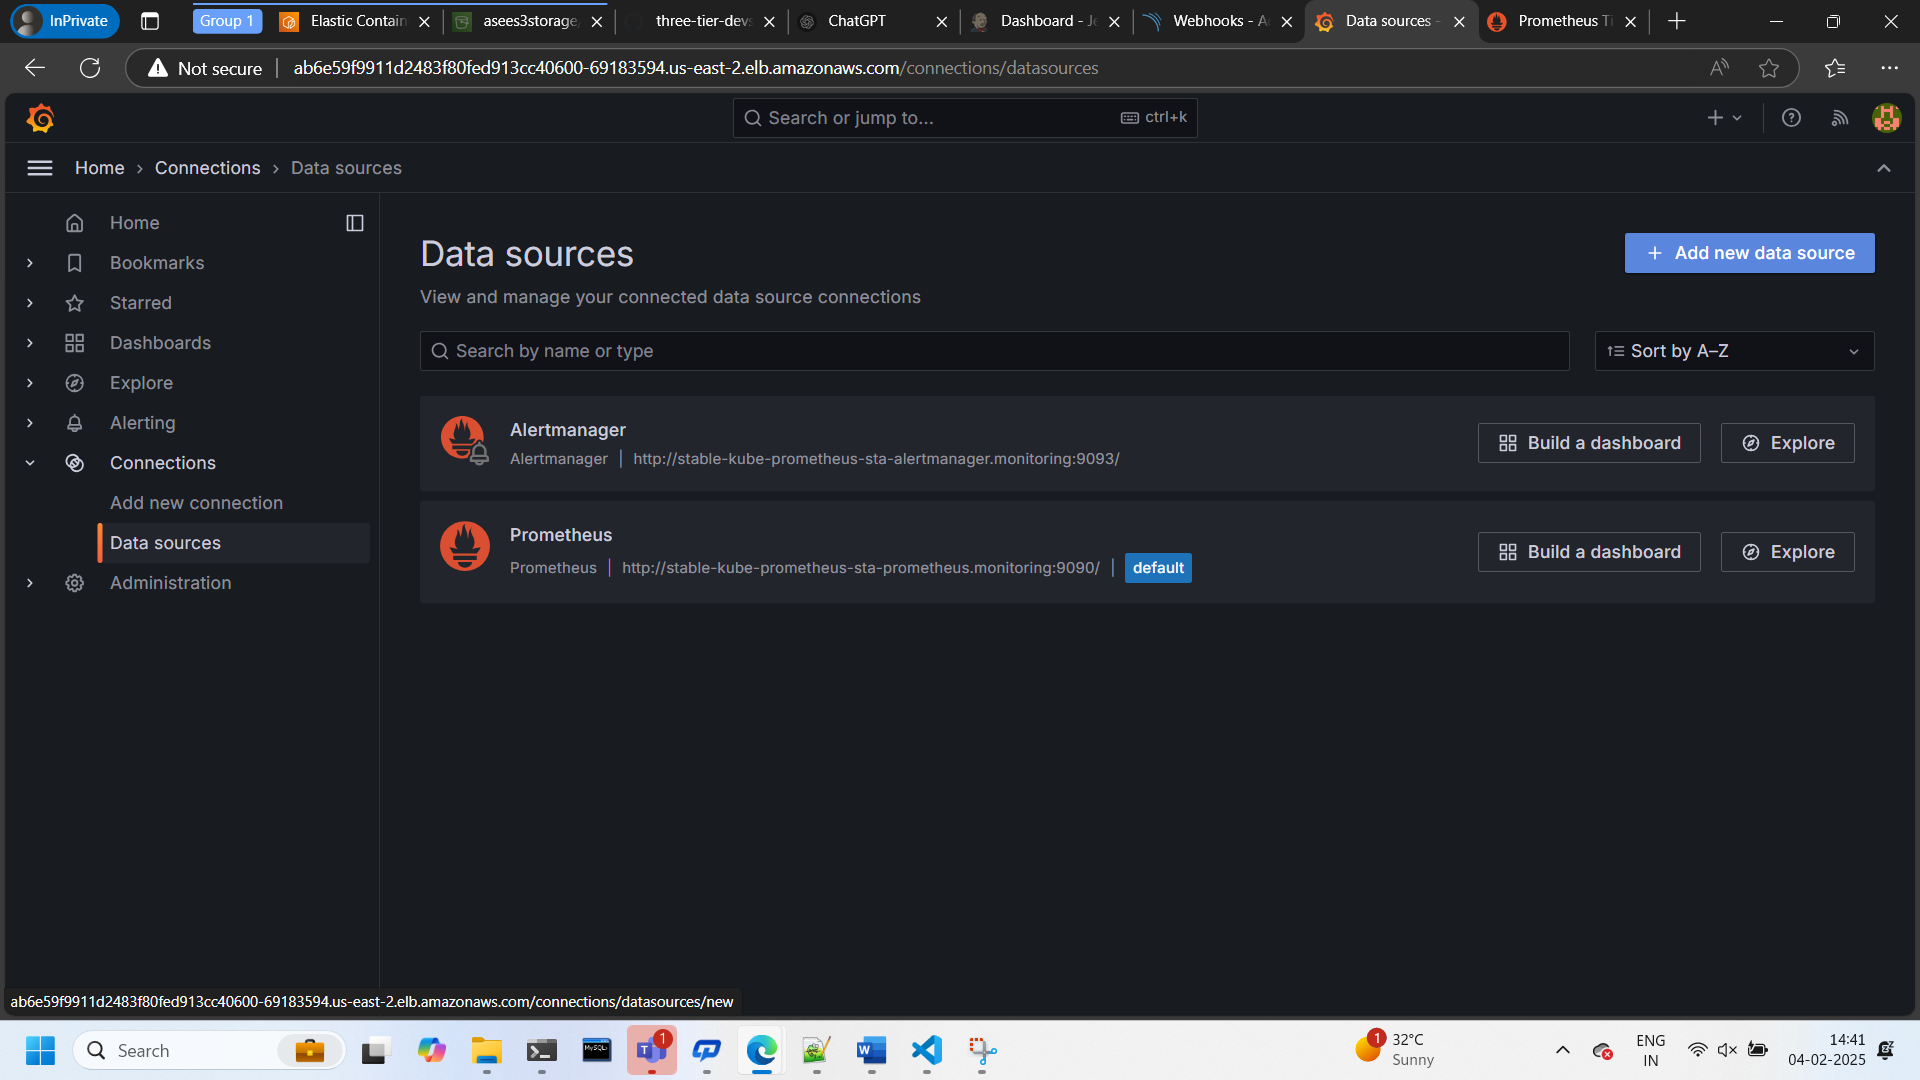 InPrivate
Group 1
Elastic Contain
asees3storage
three-tier-devs
ChatGPT
Dashboard - Je
Webhooks - A
Data sources -
Prometheus Ti
Not secure
ab6e59f9911d2483f80fed913cc40600-69183594.us-east-2.elb.amazonaws.com/connections/datasources
Search or jump to...
ctrl+k
Home
Connections
Data sources
Home
Bookmarks
Starred
Dashboards
Explore
Alerting
Connections
Add new connection
Data sources
Administration
Data sources
Add new data source
View and manage your connected data source connections
Search by name or type
Sort by A–Z
Alertmanager
Alertmanager | http://stable-kube-prometheus-sta-alertmanager.monitoring:9093/
Build a dashboard
Explore
Prometheus
Prometheus | http://stable-kube-prometheus-sta-prometheus.monitoring:9090/ | default
Build a dashboard
Explore
ab6e59f9911d2483f80fed913cc40600-69183594.us-east-2.elb.amazonaws.com/connections/datasources/new
Search
MySQL
1
1
32°C
Sunny
ENG
IN
14:41
04-02-2025